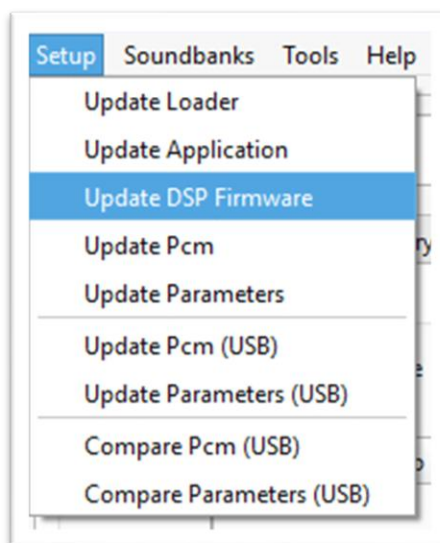 Setup Soundbanks Tools Help
Update Loader
Update Application
Update DSP Firmware
Update Pcm
Update Parameters
Update Pcm (USB)
Update Parameters (USB)
Compare Pcm (USB)
Compare Parameters (USB)